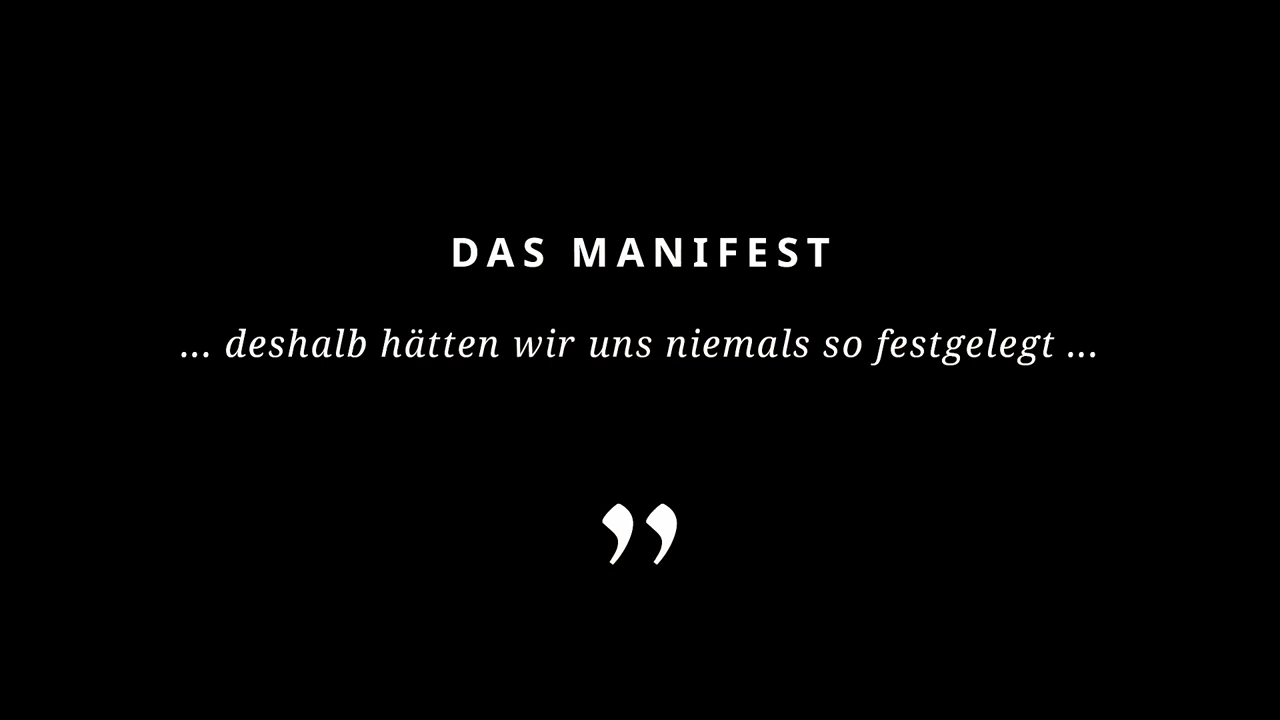 DAS MANIFEST
... deshalb hätten wir uns niemals so festgelegt ...
”